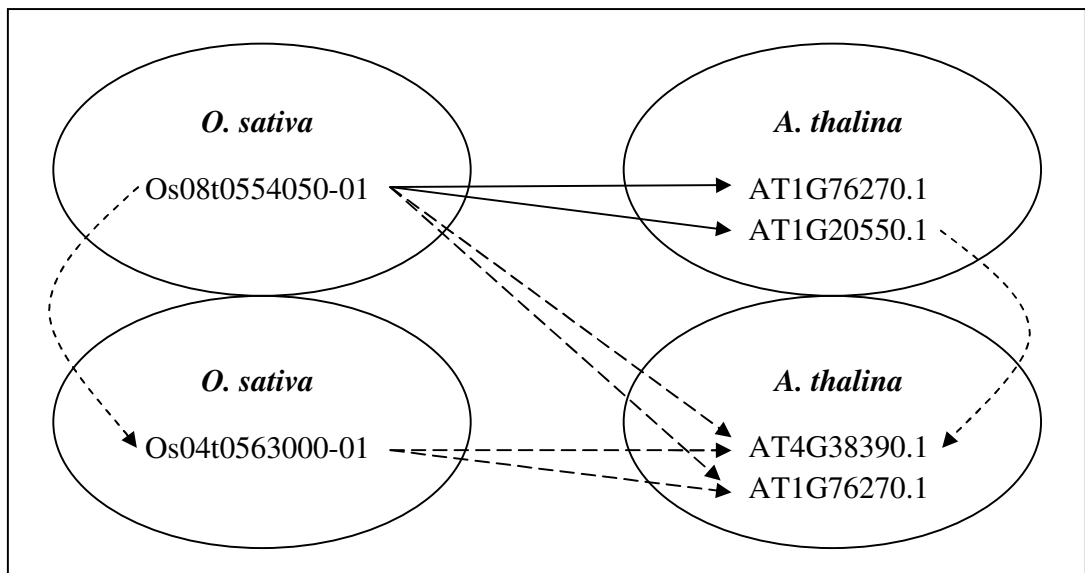 O. sativa
Os08t0554050-01
A. thalina
AT1G76270.1
AT1G20550.1
O. sativa
Os04t0563000-01
A. thalina
AT4G38390.1
AT1G76270.1